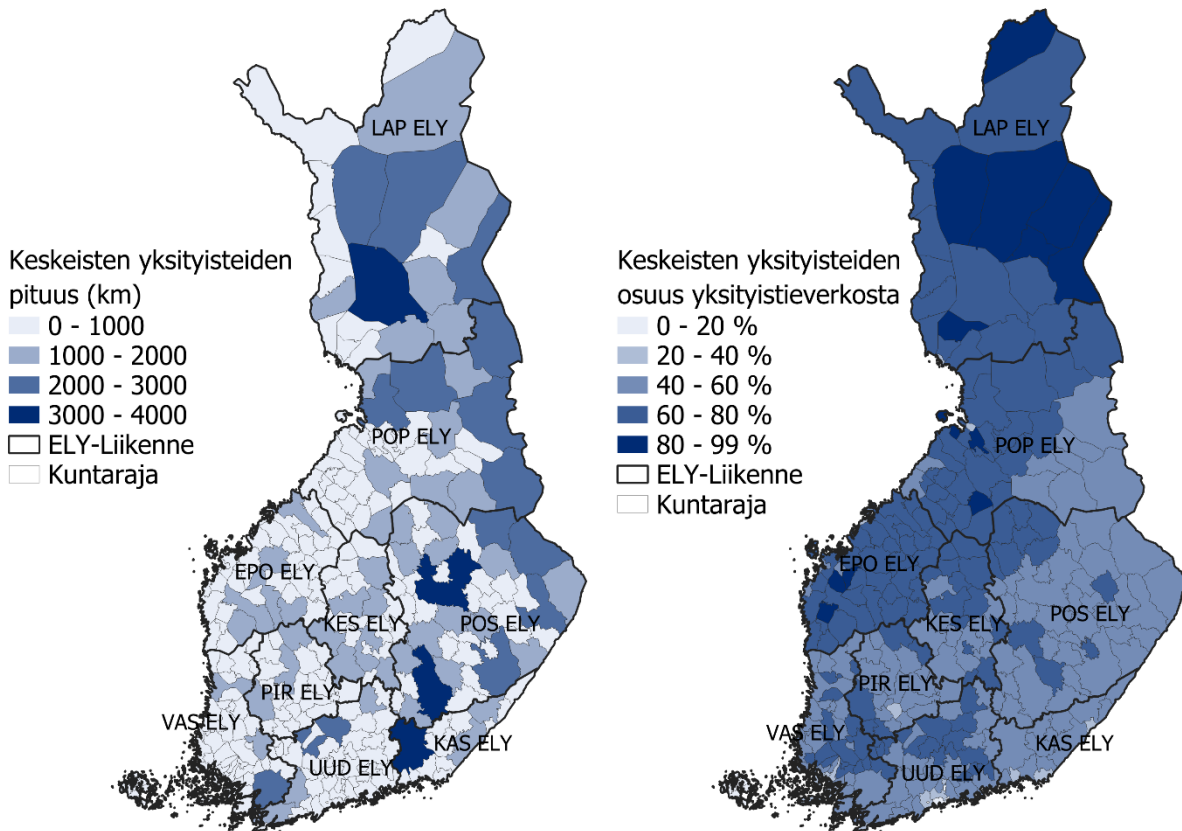 Keskeisten yksityisteiden
pituus (km)
0 - 1000
1000 - 2000
2000 - 3000
3000 - 4000
ELY-Liikenne
Kuntaraja
LAP ELY
POP ELY
EPO ELY
KES ELY
POS ELY
PIR ELY
VAS ELY
UUD ELY
KAS ELY
Keskeisten yksityisteiden
osuus yksityistieverkosta
0 - 20 %
20 - 40 %
40 - 60 %
60 - 80 %
80 - 99 %
ELY-Liikenne
Kuntaraja
LAP ELY
POP ELY
EPO ELY
KES ELY
POS ELY
PIR ELY
VAS ELY
UUD ELY
KAS ELY